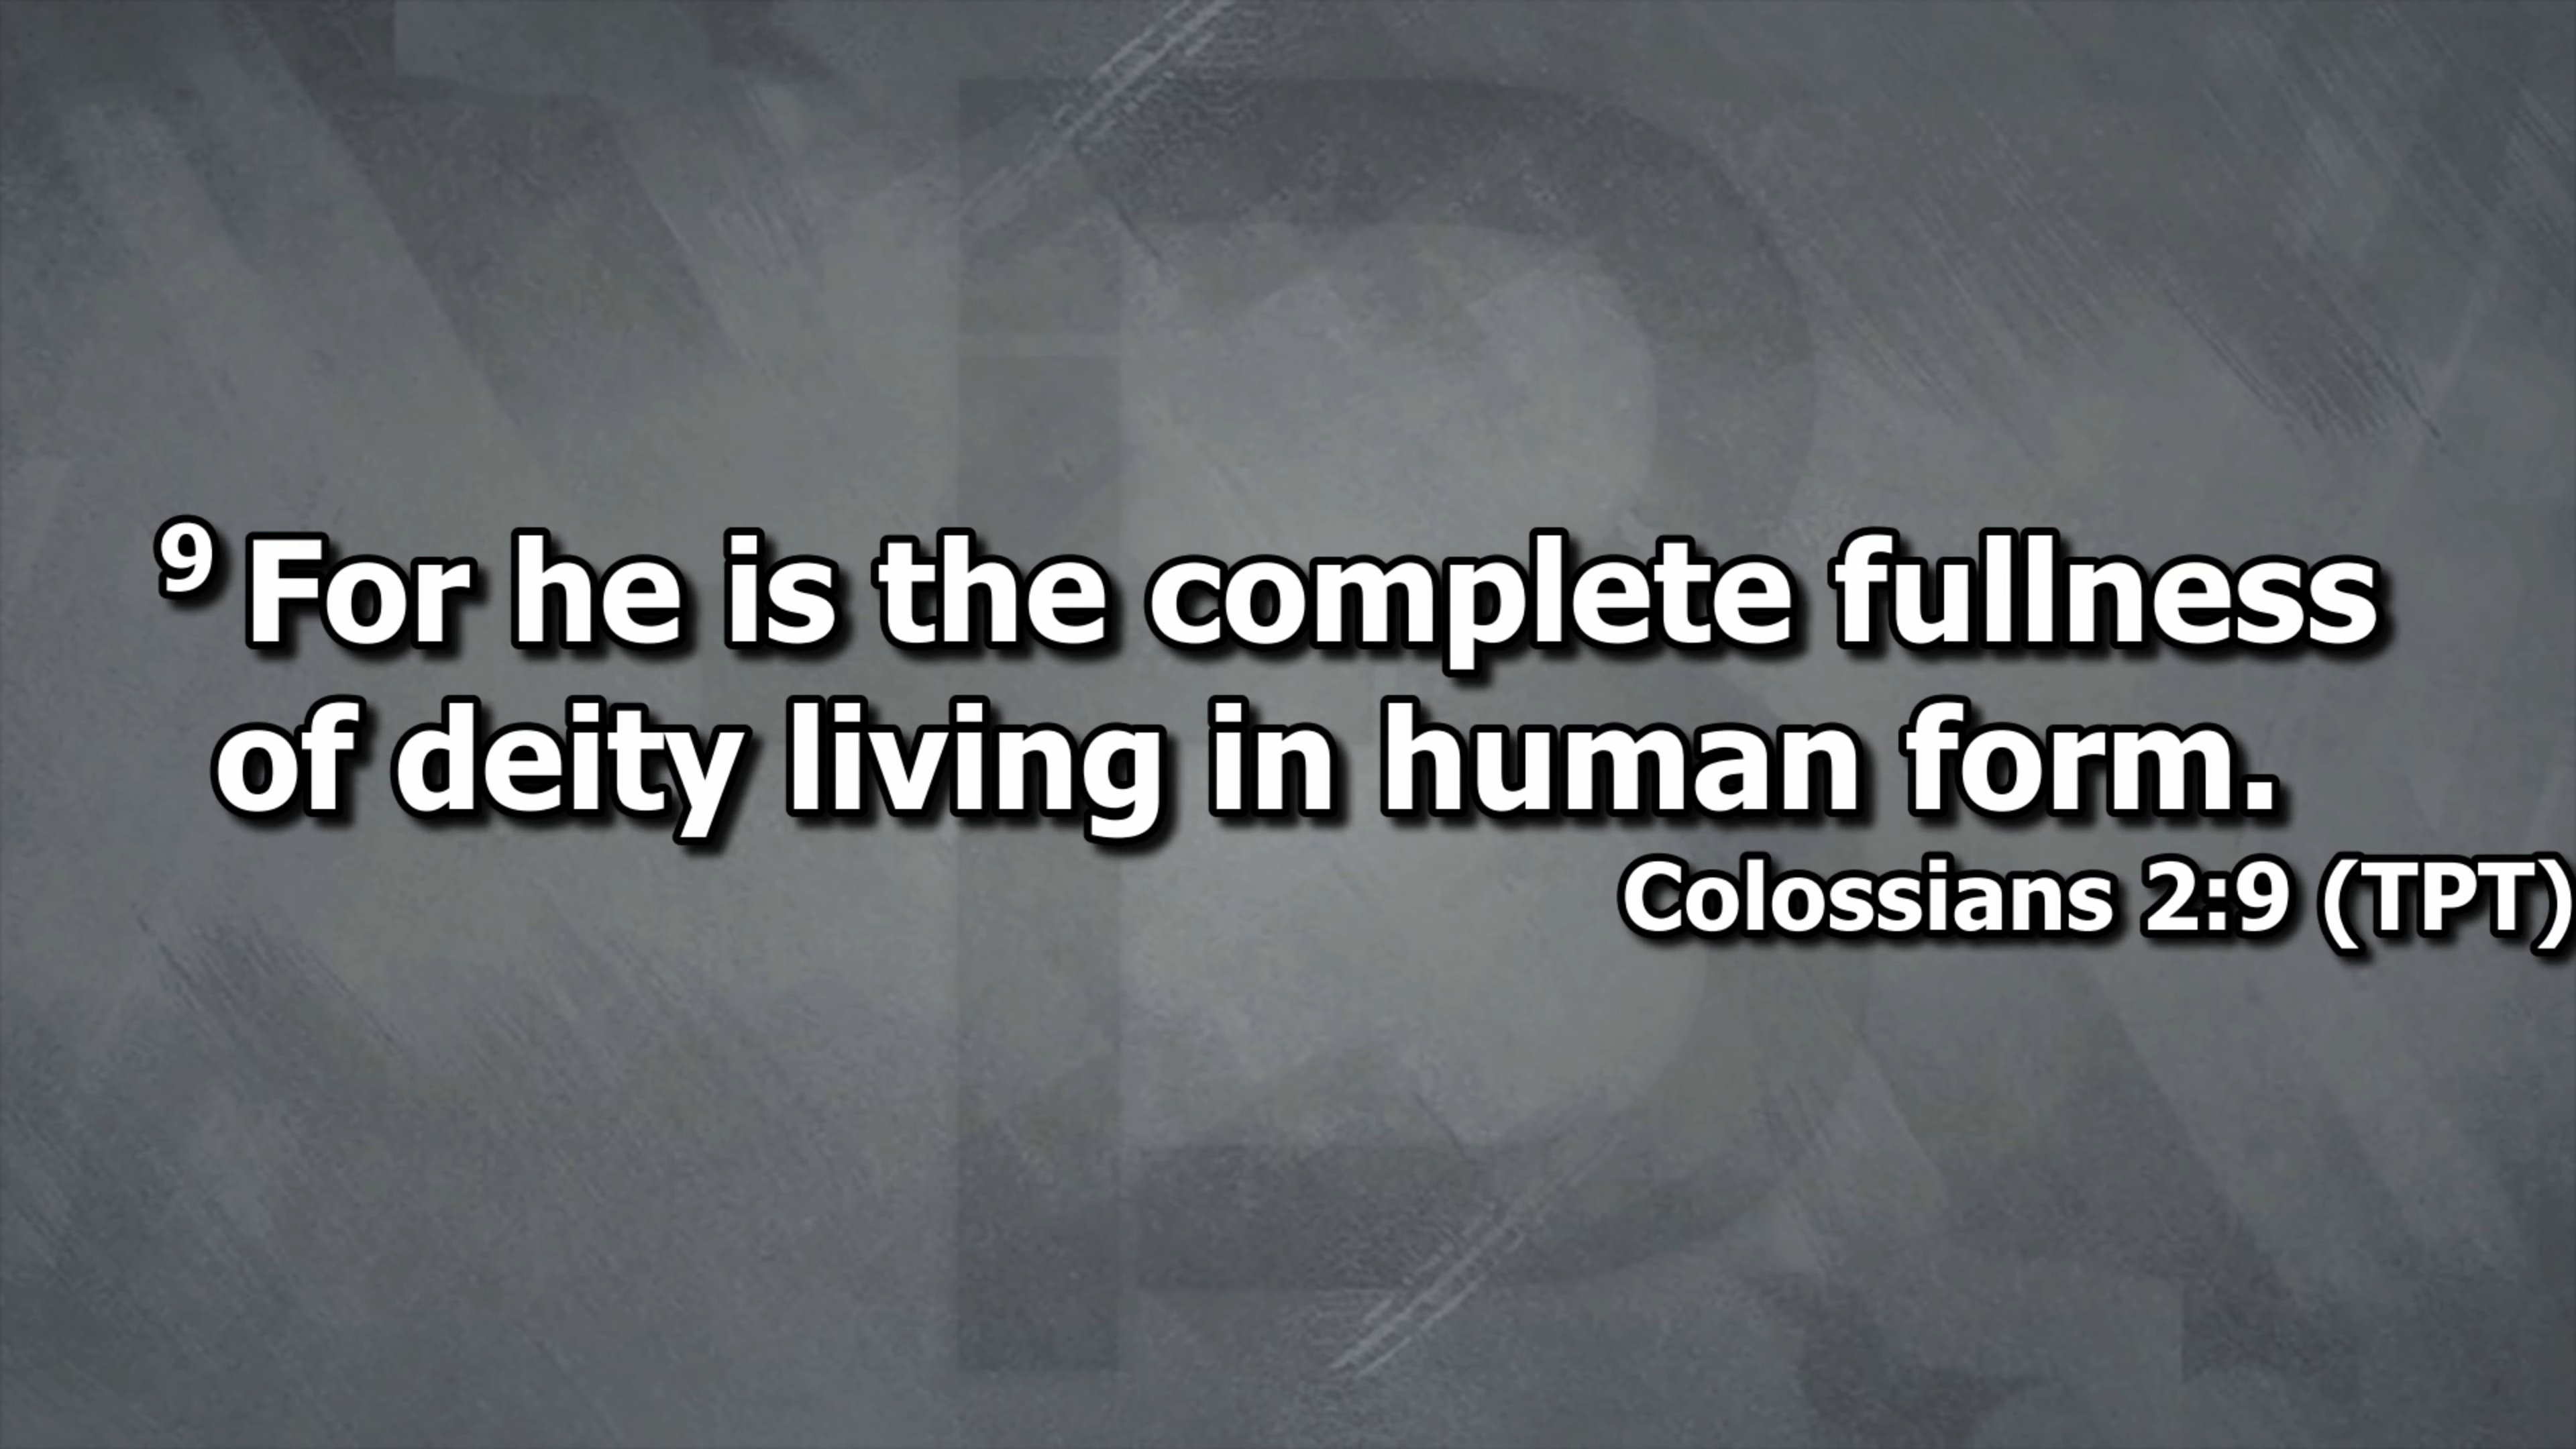 9 For he is the complete fullness
of deity living in human form.
Colossians 2:9 (TPT)